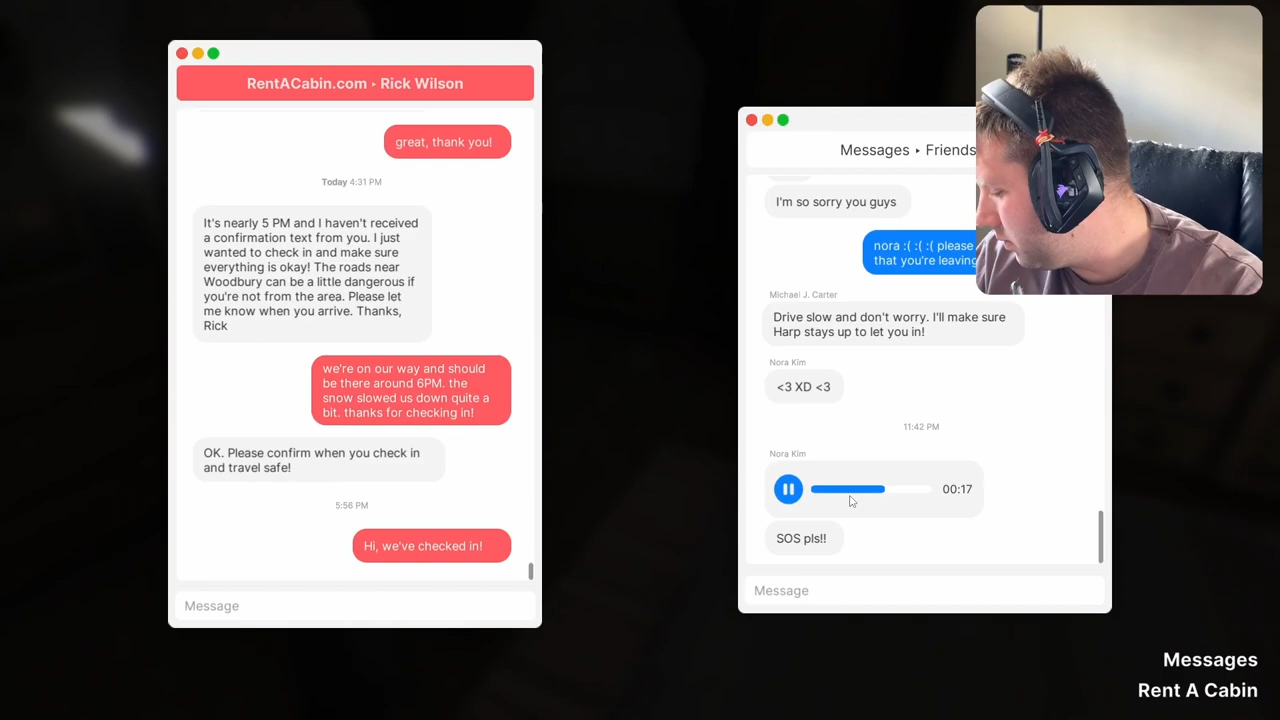 RentACabin.com ▸ Rick Wilson
great, thank you!
Today 4:31 PM
It's nearly 5 PM and I haven't received
a confirmation text from you. I just
wanted to check in and make sure
everything is okay! The roads near
Woodbury can be a little dangerous if
you're not from the area. Please let
me know when you arrive. Thanks,
Rick
we're on our way and should
be there around 6PM. the
snow slowed us down quite a
bit. thanks for checking in!
OK. Please confirm when you check in
and travel safe!
5:56 PM
Hi, we've checked in!
Message
Messages ▸ Friends
I'm so sorry you guys
nora :( :( :( please
that you're leaving
Michael J. Carter
Drive slow and don't worry. I'll make sure
Harp stays up to let you in!
Nora Kim
<3 XD <3
11:42 PM
Nora Kim
00:17
SOS pls!!
Message
Messages
Rent A Cabin